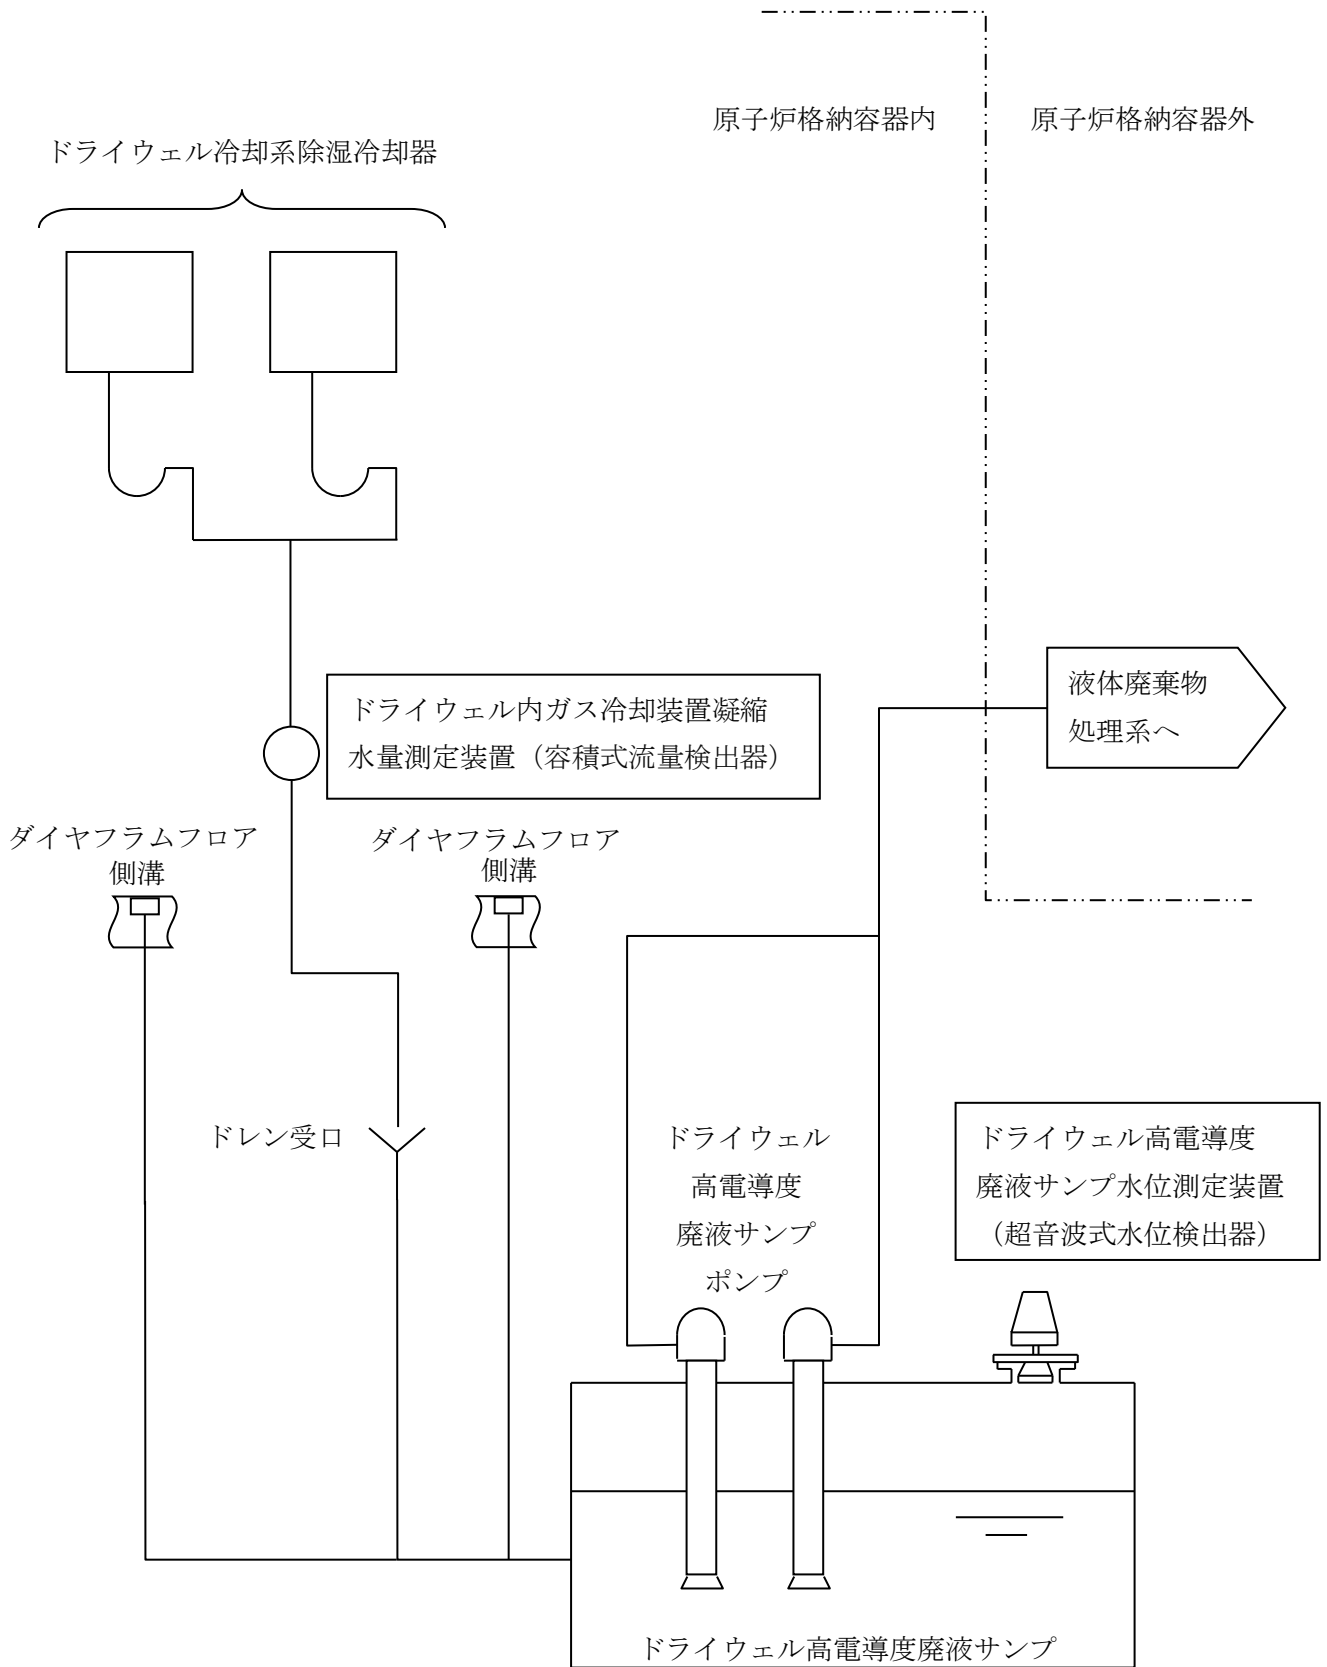 原子炉格納容器内
原子炉格納容器外
ドライウェル冷却系除湿冷却器
液体廃棄物
処理系へ
ドライウェル内ガス冷却装置凝縮
水量測定装置（容積式流量検出器）
ダイヤフラムフロア
側溝
ダイヤフラムフロア
側溝
ドレン受口
ドライウェル
高電導度
廃液サンプ
ポンプ
ドライウェル高電導度
廃液サンプ水位測定装置
（超音波式水位検出器）
ドライウェル高電導度廃液サンプ